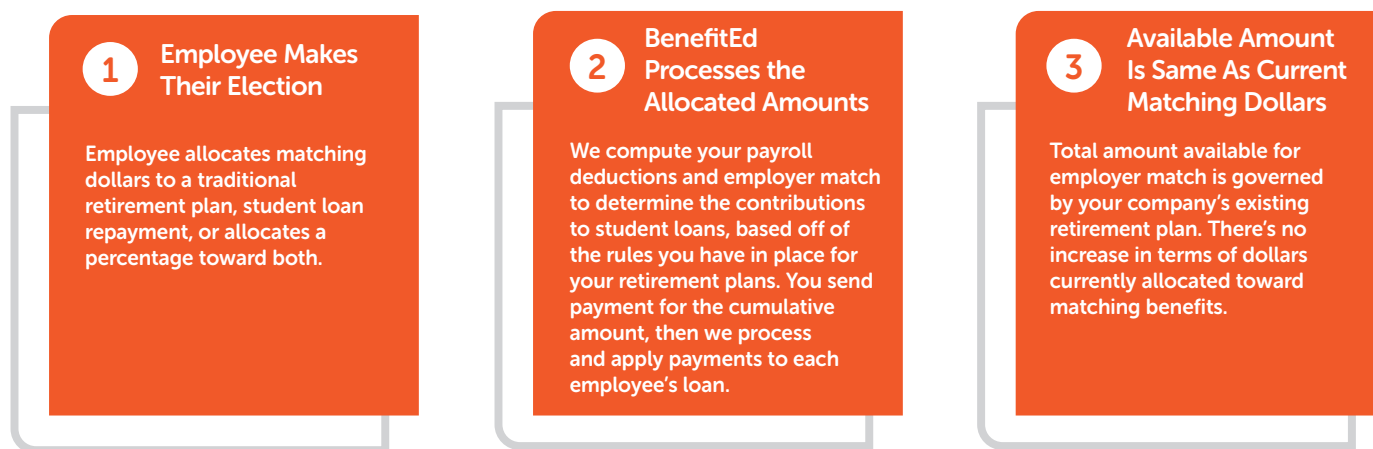 1
Employee Makes
Their Election
Employee allocates matching
dollars to a traditional
retirement plan, student loan
repayment, or allocates a
percentage toward both.
2
BenefitEd
Processes the
Allocated Amounts
We compute your payroll
deductions and employer match
to determine the contributions
to student loans, based off of
the rules you have in place for
your retirement plans. You send
payment for the cumulative
amount, then we process
and apply payments to each
employee's loan.
3
Available Amount
Is Same As Current
Matching Dollars
Total amount available for
employer match is governed
by your company's existing
retirement plan. There's no
increase in terms of dollars
currently allocated toward
matching benefits.